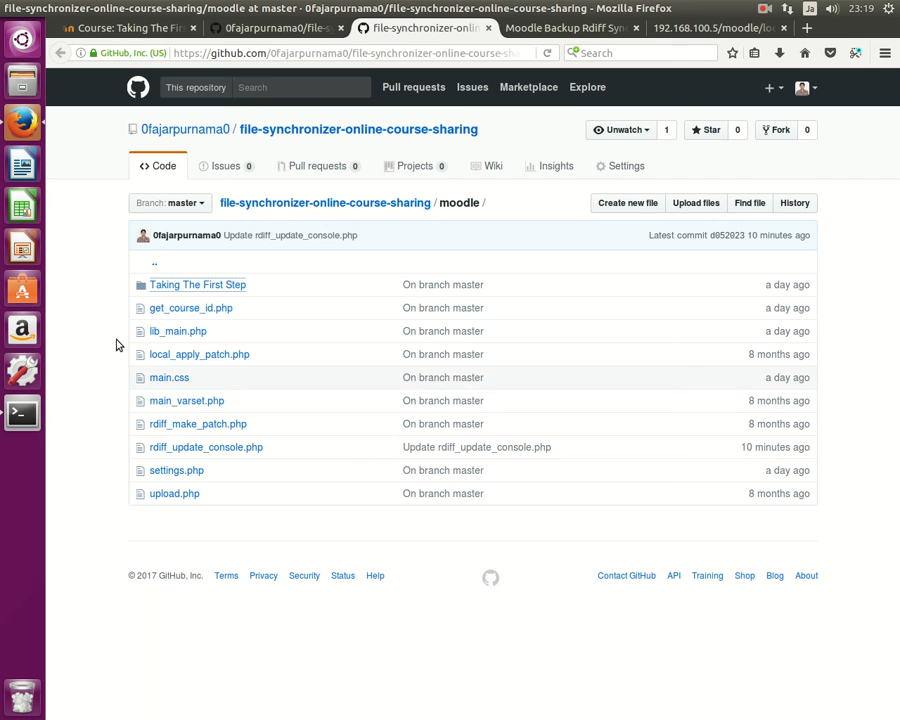 file-synchronizer-online-course-sharing/moodle at master · 0fajarpurnama0/file-synchronizer-online-course-sharing - Mozilla Firefox
Ja 23:19
Course: Taking The Firs × 0fajarpurnama0/file-sy × file-synchronizer-onlin × Moodle Backup Rdiff Sync × 192.168.100.5/moodle/loc ×
GitHub, Inc. (US) https://github.com/0fajarpurnama0/file-synchronizer-online-course-sh Search
This repository Search Pull requests Issues Marketplace Explore
0fajarpurnama0 / file-synchronizer-online-course-sharing Unwatch 1 Star 0 Fork 0
Code Issues 0 Pull requests 0 Projects 0 Wiki Insights Settings
Branch: master file-synchronizer-online-course-sharing / moodle / Create new file Upload files Find file History
0fajarpurnama0 Update rdiff_update_console.php Latest commit d052023 10 minutes ago
..
Taking The First Step On branch master a day ago
get_course_id.php On branch master a day ago
lib_main.php On branch master a day ago
local_apply_patch.php On branch master 8 months ago
main.css On branch master a day ago
main_varset.php On branch master 8 months ago
rdiff_make_patch.php On branch master 8 months ago
rdiff_update_console.php Update rdiff_update_console.php 10 minutes ago
settings.php On branch master a day ago
upload.php On branch master 8 months ago
© 2017 GitHub, Inc. Terms Privacy Security Status Help Contact GitHub API Training Shop Blog About